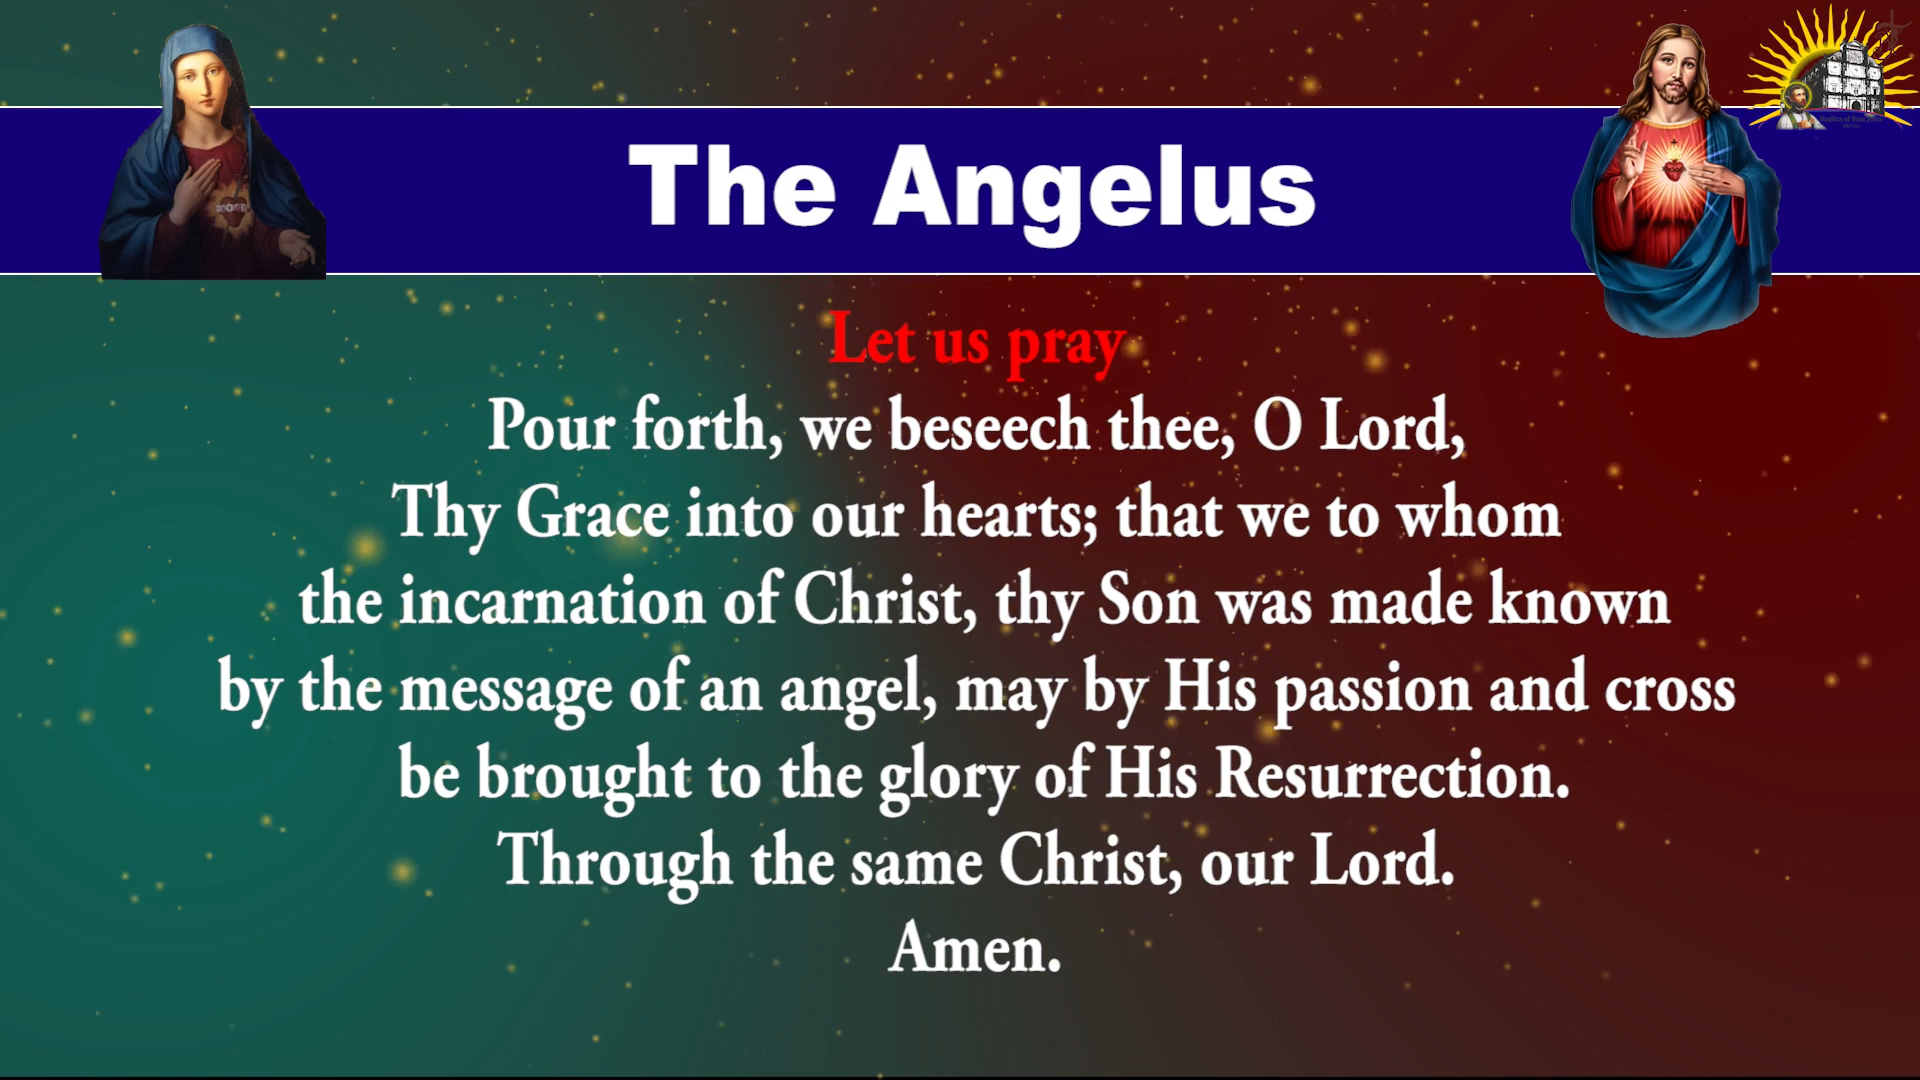 The Angelus
Let us pray
Pour forth, we beseech thee, O Lord,
Thy Grace into our hearts; that we to whom
the incarnation of Christ, thy Son was made known
by the message of an angel, may by His passion and cross
be brought to the glory of His Resurrection.
Through the same Christ, our Lord.
Amen.